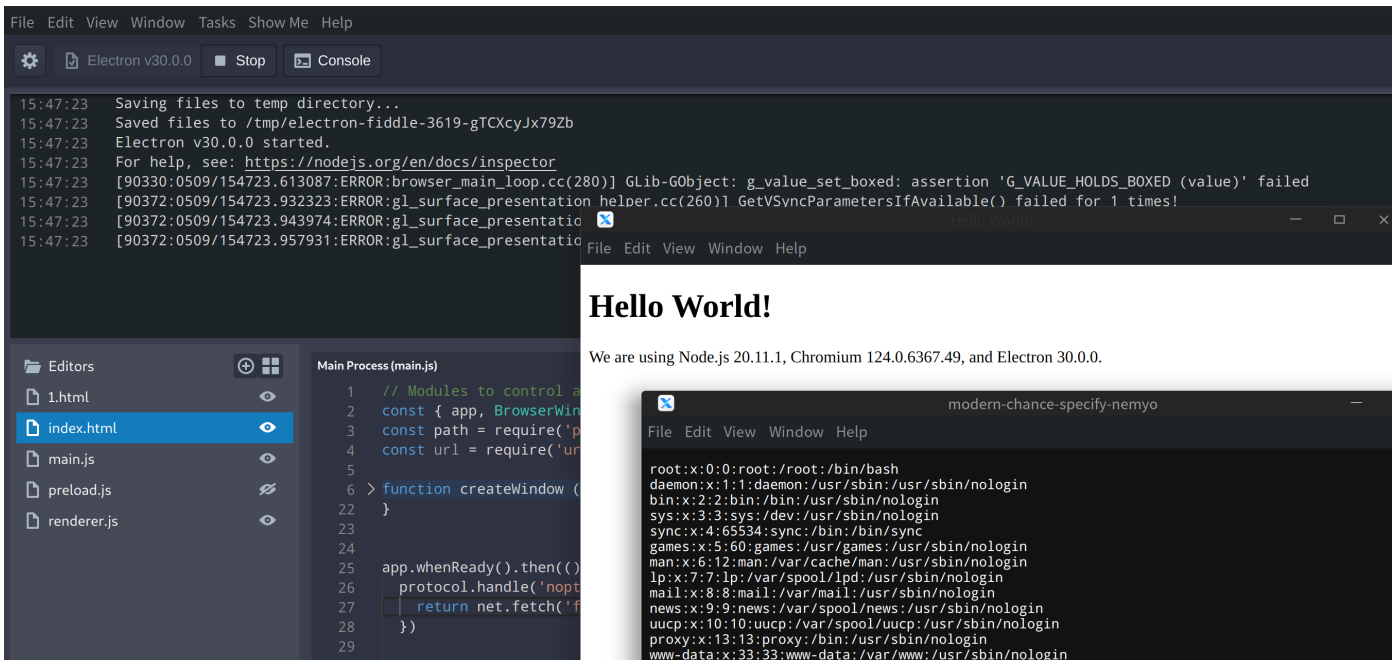 File Edit View Window Tasks Show Me Help
Electron v30.0.0 Stop Console
15:47:23 Saving files to temp directory...
15:47:23 Saved files to /tmp/electron-fiddle-3619-gTCXcyJx79Zb
15:47:23 Electron v30.0.0 started.
15:47:23 For help, see: https://nodejs.org/en/docs/inspector
15:47:23 [90330:0509/154723.613087:ERROR:browser_main_loop.cc(280)] GLib-GObject: g_value_set_boxed: assertion 'G_VALUE_HOLDS_BOXED (value)' failed
15:47:23 [90372:0509/154723.932323:ERROR:gl_surface_presentation_helper.cc(260)] GetVSyncParametersIfAvailable() failed for 1 times!
15:47:23 [90372:0509/154723.943974:ERROR:gl_surface_presentatio
15:47:23 [90372:0509/154723.957931:ERROR:gl_surface_presentatio
Hello World!
File Edit View Window Help
Hello World!
We are using Node.js 20.11.1, Chromium 124.0.6367.49, and Electron 30.0.0.
Editors
1.html
index.html
main.js
preload.js
renderer.js
Main Process (main.js)
1 // Modules to control a
2 const { app, BrowserWin
3 const path = require('p
4 const url = require('ur
5
6 function createWindow (
22 }
23
24
25 app.whenReady().then(()
26 protocol.handle('nopt
27 return net.fetch('f
28 })
29
modern-chance-specify-nemyo
File Edit View Window Help
root:x:0:0:root:/root:/bin/bash
daemon:x:1:1:daemon:/usr/sbin:/usr/sbin/nologin
bin:x:2:2:bin:/bin:/usr/sbin/nologin
sys:x:3:3:sys:/dev:/usr/sbin/nologin
sync:x:4:65534:sync:/bin:/bin/sync
games:x:5:60:games:/usr/games:/usr/sbin/nologin
man:x:6:12:man:/var/cache/man:/usr/sbin/nologin
lp:x:7:7:lp:/var/spool/lpd:/usr/sbin/nologin
mail:x:8:8:mail:/var/mail:/usr/sbin/nologin
news:x:9:9:news:/var/spool/news:/usr/sbin/nologin
uucp:x:10:10:uucp:/var/spool/uucp:/usr/sbin/nologin
proxy:x:13:13:proxy:/bin:/usr/sbin/nologin
www-data:x:33:33:www-data:/var/www:/usr/sbin/nologin